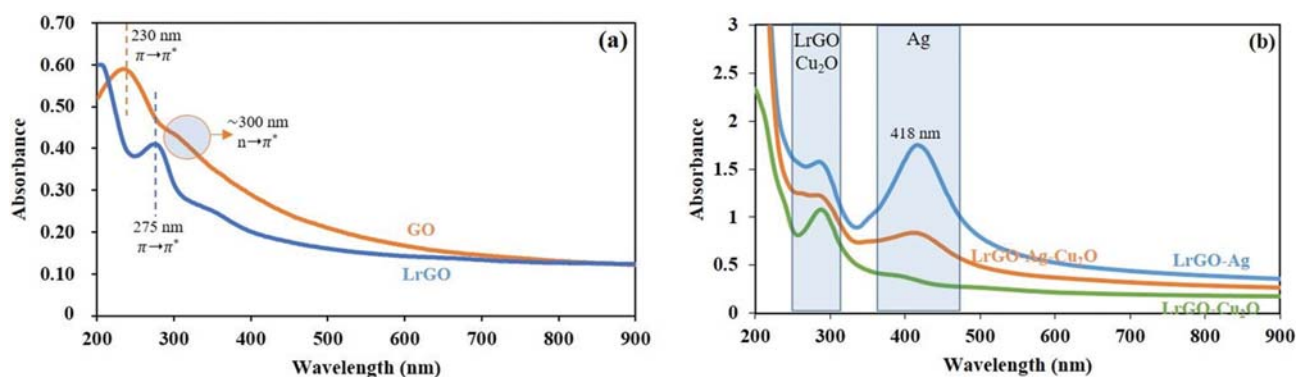 0.70
0.60
0.50
0.40
0.30
0.20
0.10
0
Absorbance
230 nm
π→π*
(a)
~300 nm
n→π*
275 nm
π→π*
GO
LrGO
200 300 400 500 600 700 800 900
Wavelength (nm)
3
2.5
2
1.5
1
0.5
0
Absorbance
LrGO
Cu₂O
Ag
(b)
418 nm
LrGO-Ag-Cu₂O
LrGO-Ag
LrGO-Cu₂O
200 300 400 500 600 700 800 900
Wavelength (nm)